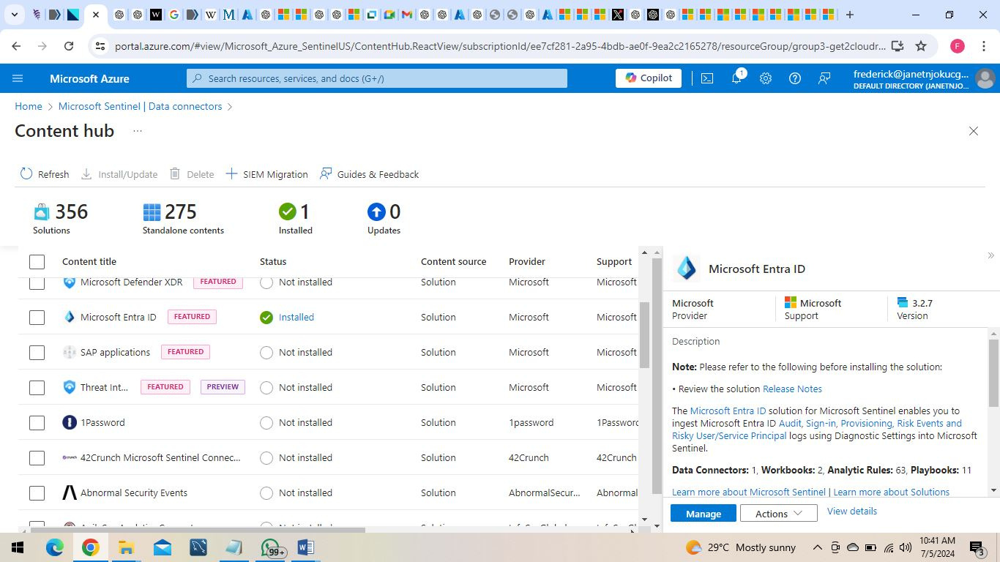 portal.azure.com/#view/Microsoft_Azure_SentinelUS/ContentHub.ReactView/subscriptionId/ee7cf281-2a95-4bdb-ae0f-9ea2c2165278/resourceGroup/group3-get2cloudr...
F
Microsoft Azure
Search resources, services, and docs (G+/)
Copilot
1
frederick@janetnjokucg...
DEFAULT DIRECTORY (JANETNJO...
Home > Microsoft Sentinel | Data connectors >
Content hub ...
Refresh Install/Update Delete SIEM Migration Guides & Feedback
356 275 1 0
Solutions Standalone contents Installed Updates
Content title Status Content source Provider Support
Microsoft Defender XDR FEATURED Not installed Solution Microsoft Microsoft
Microsoft Entra ID FEATURED Installed Solution Microsoft Microsoft
SAP applications FEATURED Not installed Solution Microsoft Microsoft
Threat Int... FEATURED PREVIEW Not installed Solution Microsoft Microsoft
1Password Not installed Solution 1password 1Password
42Crunch Microsoft Sentinel Connec... Not installed Solution 42Crunch 42Crunch
Abnormal Security Events Not installed Solution AbnormalSecur... Abnormal
Microsoft Entra ID
Microsoft Microsoft 3.2.7
Provider Support Version
Description
Note: Please refer to the following before installing the solution:
• Review the solution Release Notes
The Microsoft Entra ID solution for Microsoft Sentinel enables you to
ingest Microsoft Entra ID Audit, Sign-in, Provisioning, Risk Events and
Risky User/Service Principal logs using Diagnostic Settings into Microsoft
Sentinel.
Data Connectors: 1, Workbooks: 2, Analytic Rules: 63, Playbooks: 11
Learn more about Microsoft Sentinel | Learn more about Solutions
Manage Actions View details
99+
29°C Mostly sunny
10:41 AM
7/5/2024
3